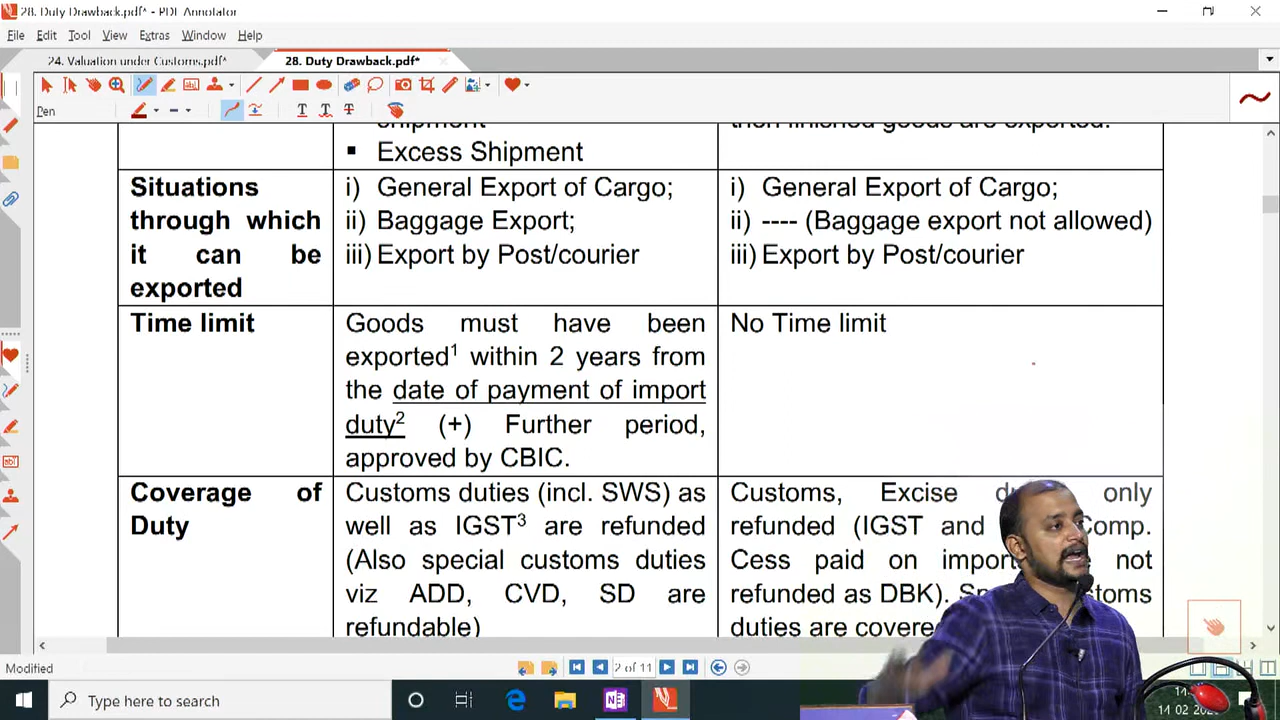 28. Duty Drawback.pdf* - PDF Annotator
File Edit Tool View Extras Window Help
24. Valuation under Customs.pdf* 28. Duty Drawback.pdf*
Pen
shipment
then finished goods are exported.
▪ Excess Shipment
Situations through which it can be exported
i) General Export of Cargo;
ii) Baggage Export;
iii) Export by Post/courier
i) General Export of Cargo;
ii) ---- (Baggage export not allowed)
iii) Export by Post/courier
Time limit
Goods must have been
exported1 within 2 years from
the date of payment of import
duty2 (+) Further period,
approved by CBIC.
No Time limit
Coverage of
Duty
Customs duties (incl. SWS) as
well as IGST3 are refunded
(Also special customs duties
viz ADD, CVD, SD are
refundable)
Customs, Excise only
refunded (IGST and Comp.
Cess paid on not
refunded as DBK).
duties are
Modified
2 of 11
Type here to search